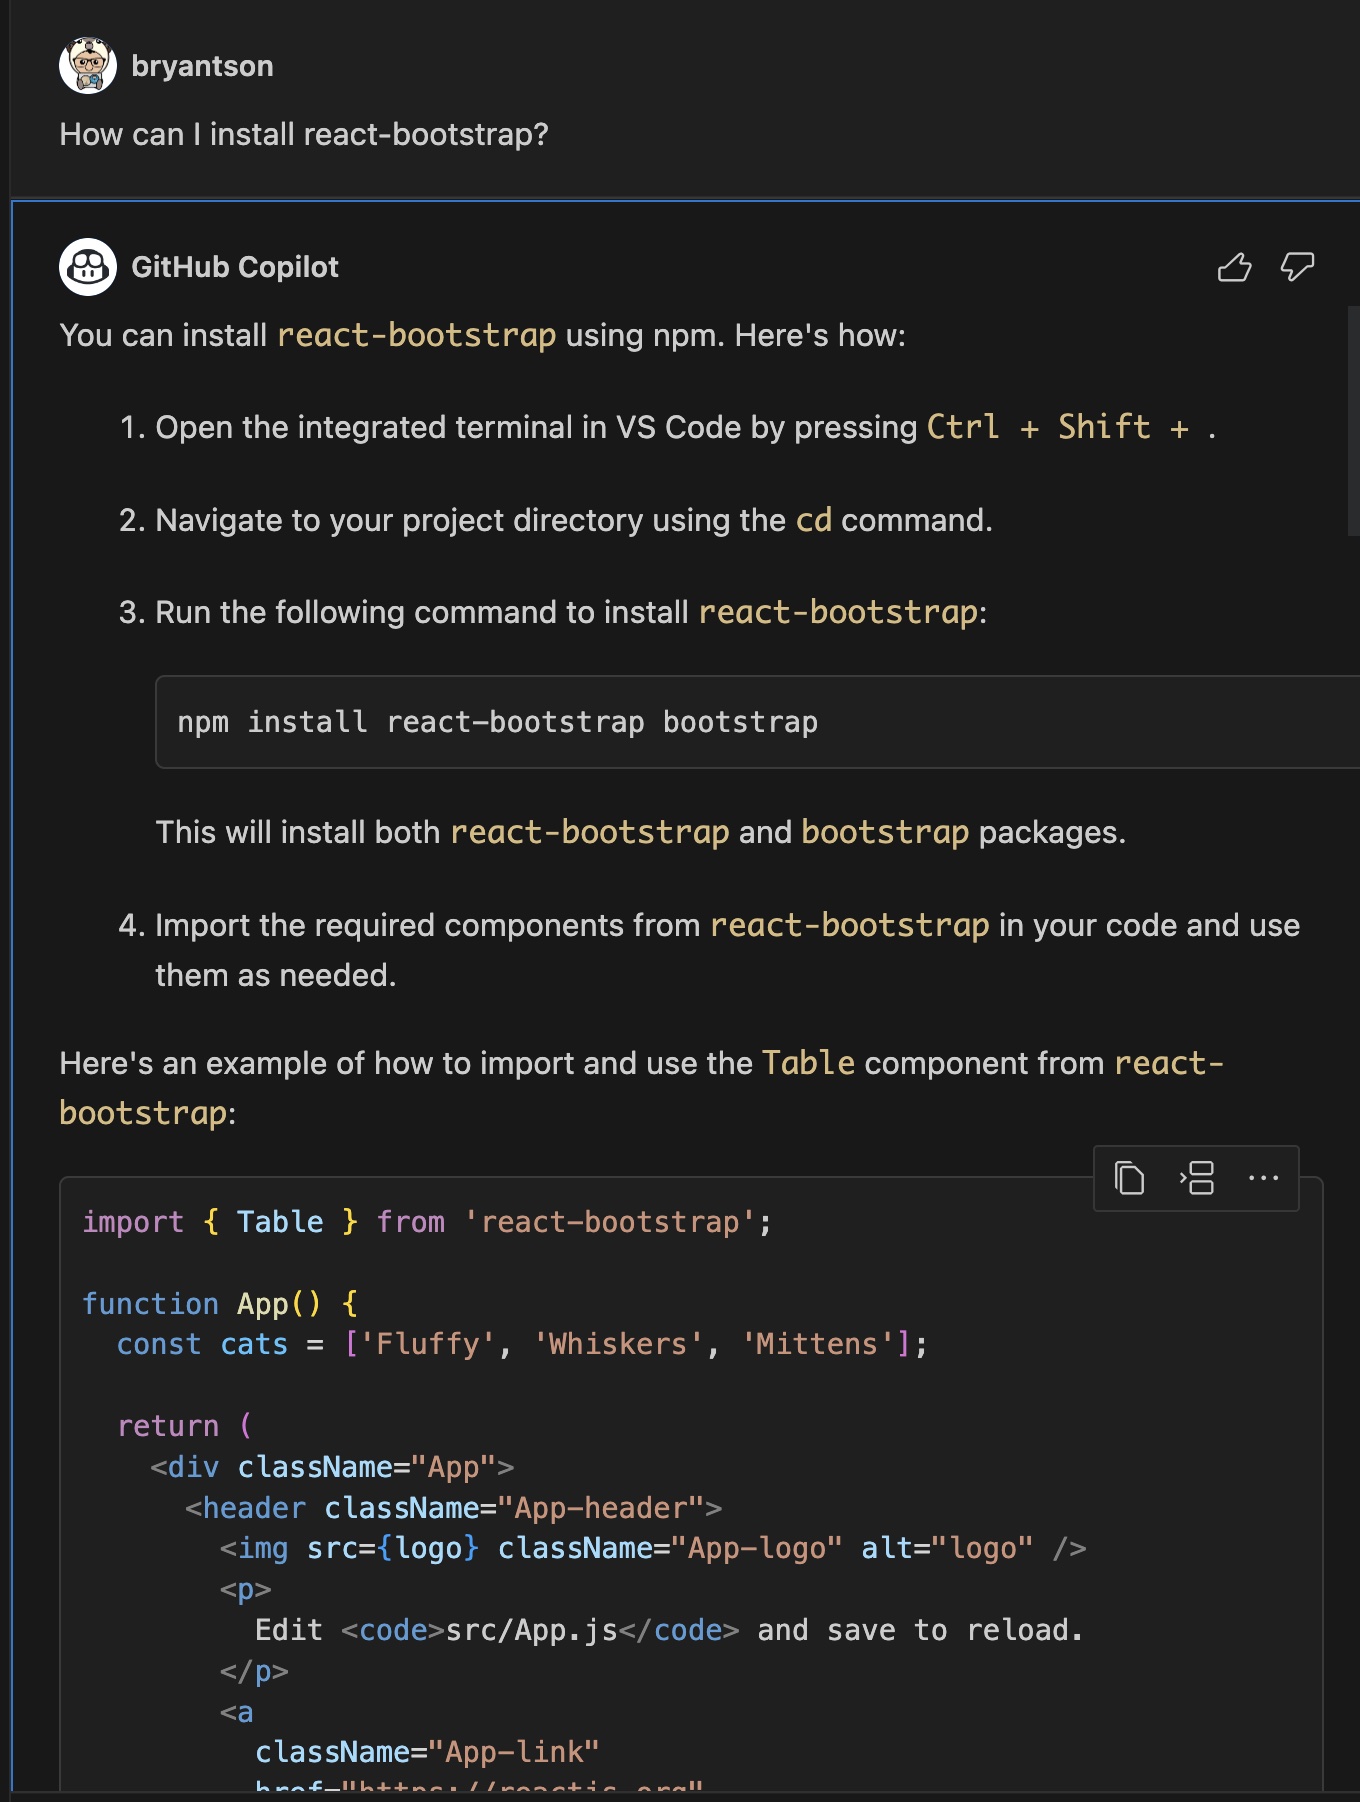 bryantson
How can I install react-bootstrap?
GitHub Copilot
You can install react-bootstrap using npm. Here's how:
1. Open the integrated terminal in VS Code by pressing Ctrl + Shift + .
2. Navigate to your project directory using the cd command.
3. Run the following command to install react-bootstrap:
npm install react-bootstrap bootstrap
This will install both react-bootstrap and bootstrap packages.
4. Import the required components from react-bootstrap in your code and use
them as needed.
Here's an example of how to import and use the Table component from react-
bootstrap:
import { Table } from 'react-bootstrap';
function App() {
const cats = ['Fluffy', 'Whiskers', 'Mittens'];
return (
<div className="App">
<header className="App-header">
<img src={logo} className="App-logo" alt="logo" />
<p>
Edit <code>src/App.js</code> and save to reload.
</p>
<a
className="App-link"
href="https://reactjs.org"